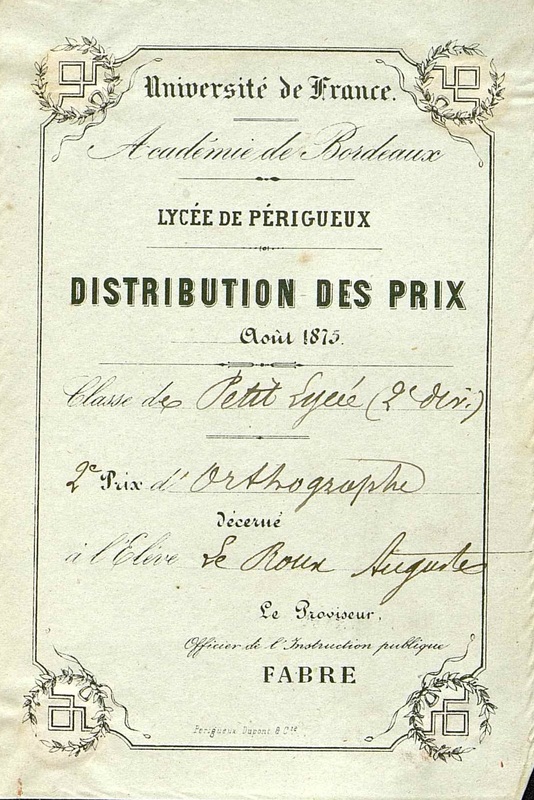 Université de France.
Académie de Bordeaux
LYCÉE DE PÉRIGUEUX
DISTRIBUTION DES PRIX
Août 1875.
Classe de Petit Lycée (2e div.)
2e Prix d'Orthographe
décerné
à l'Elève Le Roux Auguste
Le Proviseur,
Officier de l'Instruction publique
FABRE
Périgueux Dupont & Cie